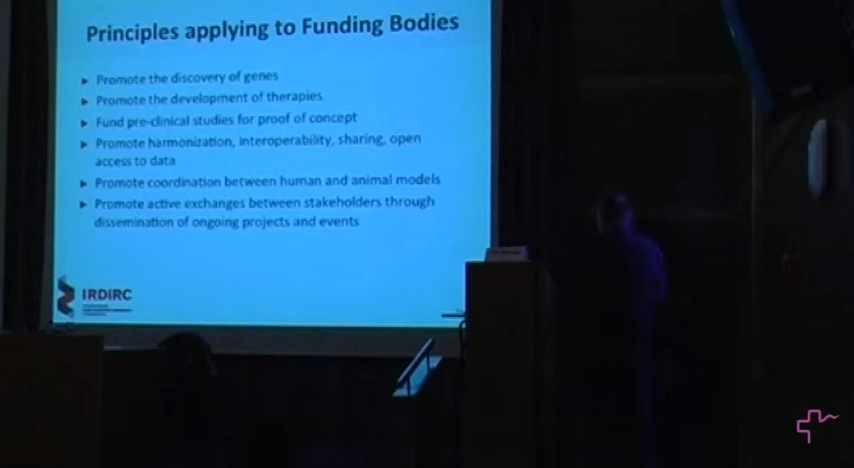 Principles applying to Funding Bodies
► Promote the discovery of genes
► Promote the development of therapies
► Fund pre-clinical studies for proof of concept
► Promote harmonization, interoperability, sharing, open
access to data
► Promote coordination between human and animal models
► Promote active exchanges between stakeholders through
dissemination of ongoing projects and events
IRDiRC